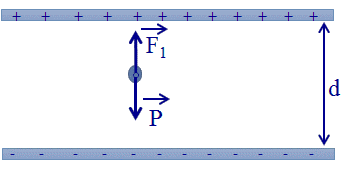 + + + + + + + + + + + +
F₁
d
P
- - - - - - - - - - - -